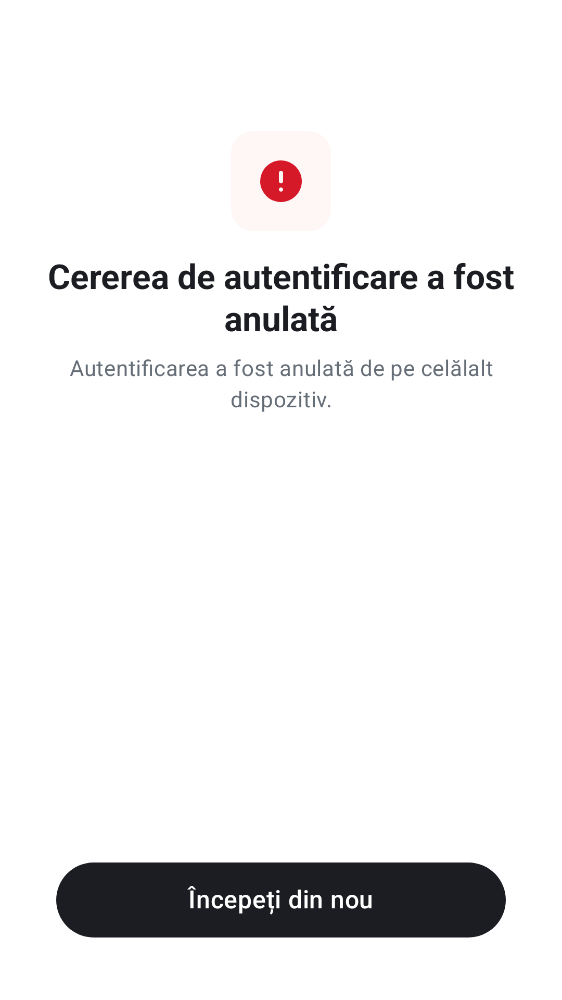 Cererea de autentificare a fost
anulată
Autentificarea a fost anulată de pe celălalt
dispozitiv.
Începeți din nou